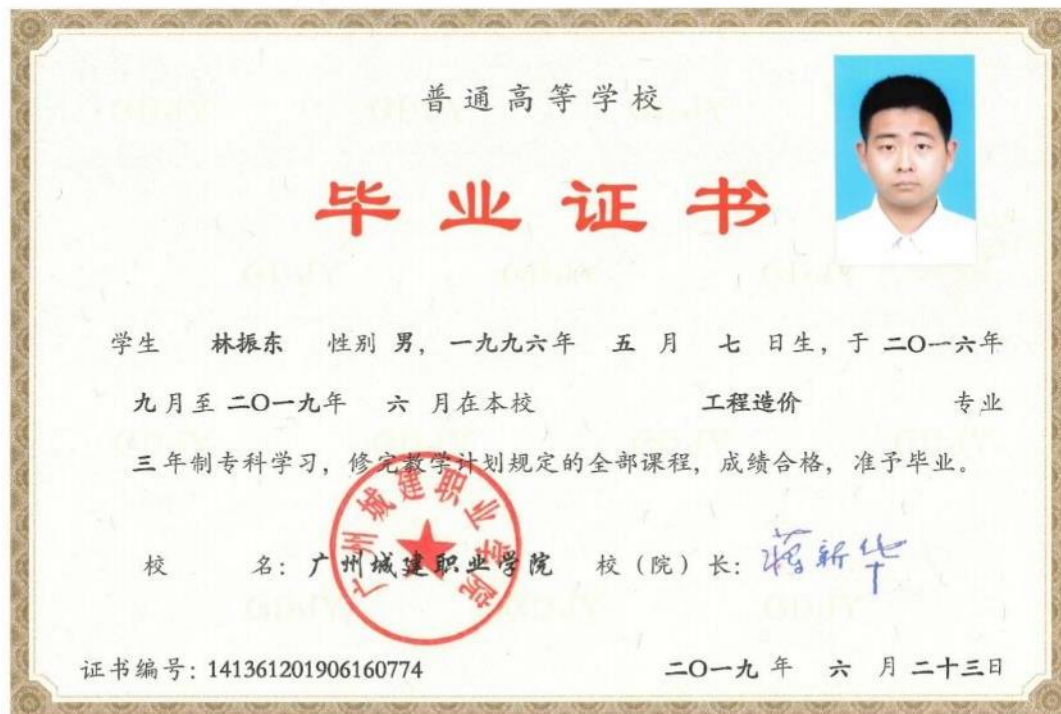 普通高等学校
毕业证书
学生 林振东 性别 男，一九九六年 五 月 七 日生，于 二〇一六年
九月至二〇一九年 六 月在本校 工程造价 专业
三年制专科学习，修完教学计划规定的全部课程，成绩合格，准予毕业。
广州城建职业学院
校 名：广州城建职业学院 校（院）长：蒋新华
证书编号：141361201906160774 二〇一九 年 六 月 二十三日